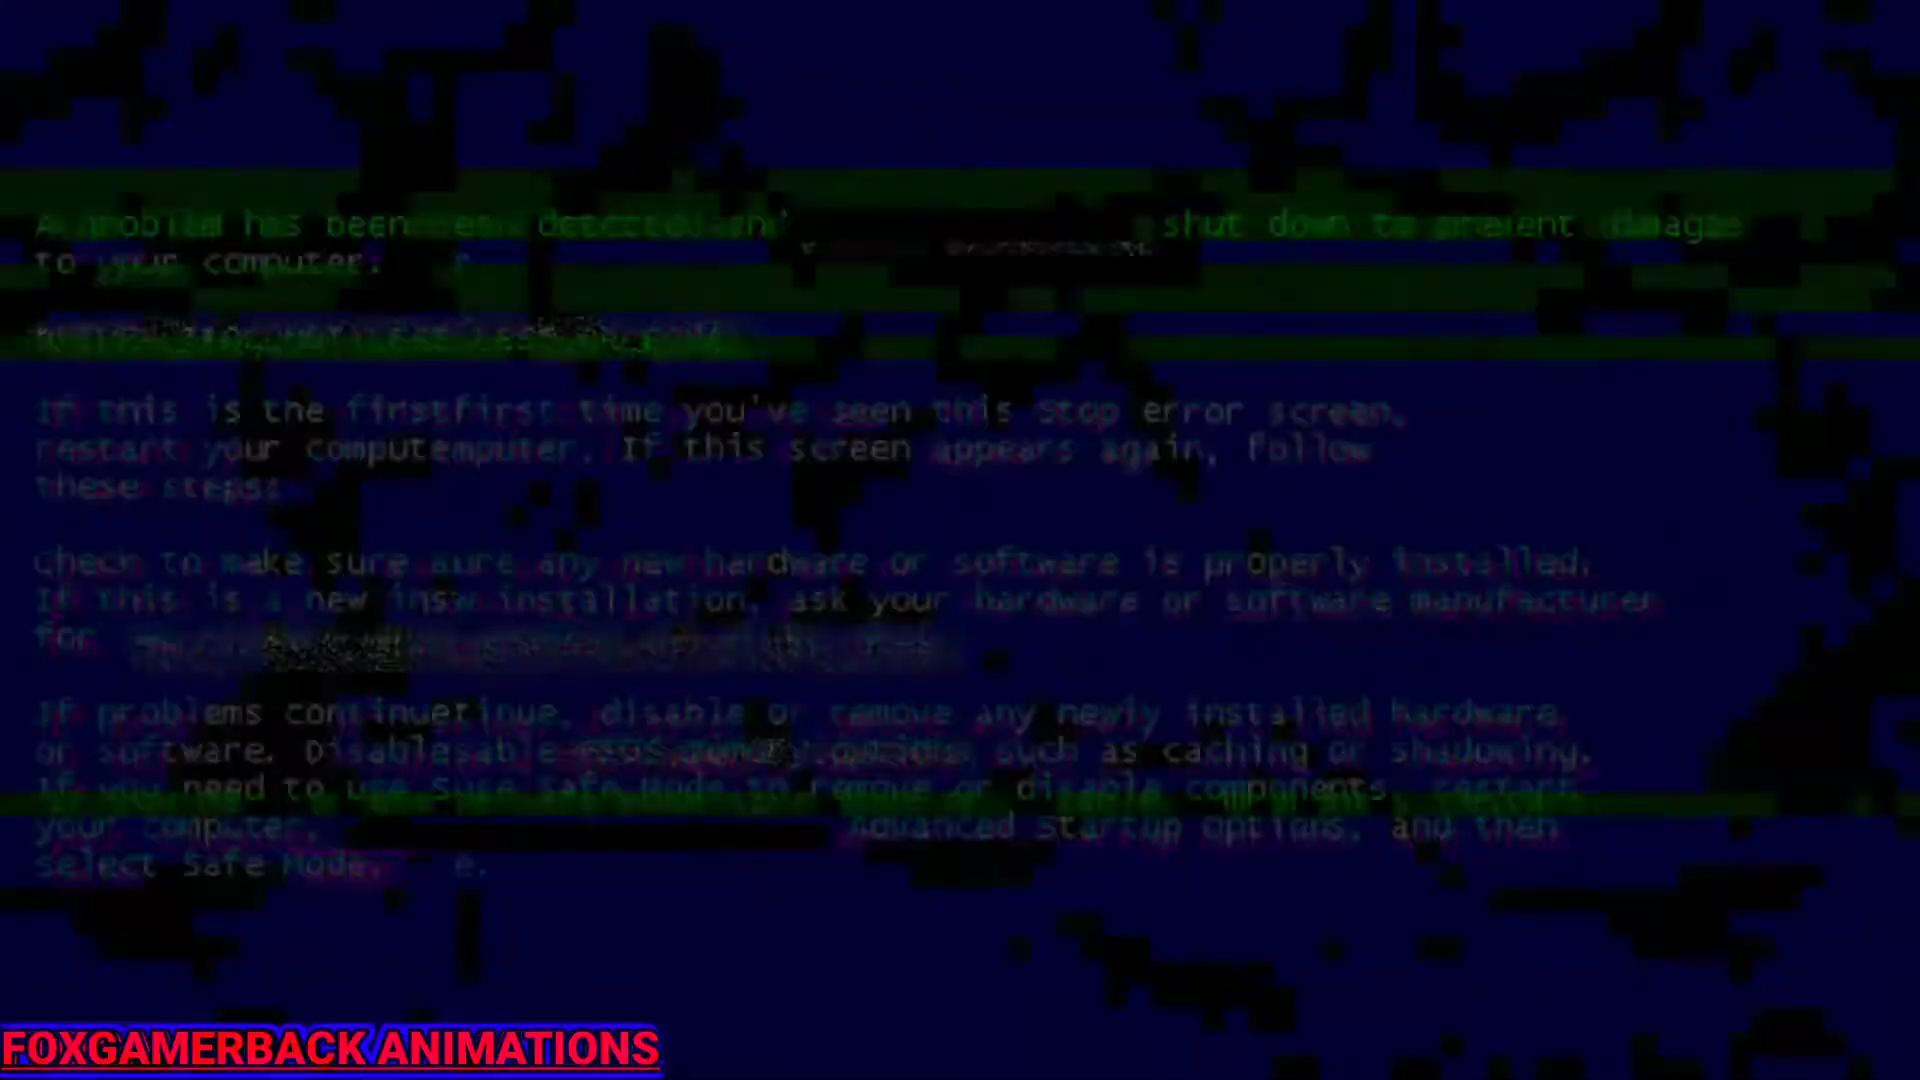 A problem has been een detected and shut down to prevent damage
to your computer. r
If this is the firstfirst time you've seen this Stop error screen,
restart your computemputer. If this screen appears again, follow
these steps:
Check to make sure sure any new hardware or software is properly installed.
If this is a new insw installation, ask your hardware or software manufacturer
for
If problems continuetinue, disable or remove any newly installed hardware
or software. Disablesable BIOS memory options such as caching or shadowing.
If you need to use Suse Safe Mode to remove or disable components, restart
your computer, Advanced Startup Options, and then
select Safe Mode. e.
FOXGAMERBACK ANIMATIONS